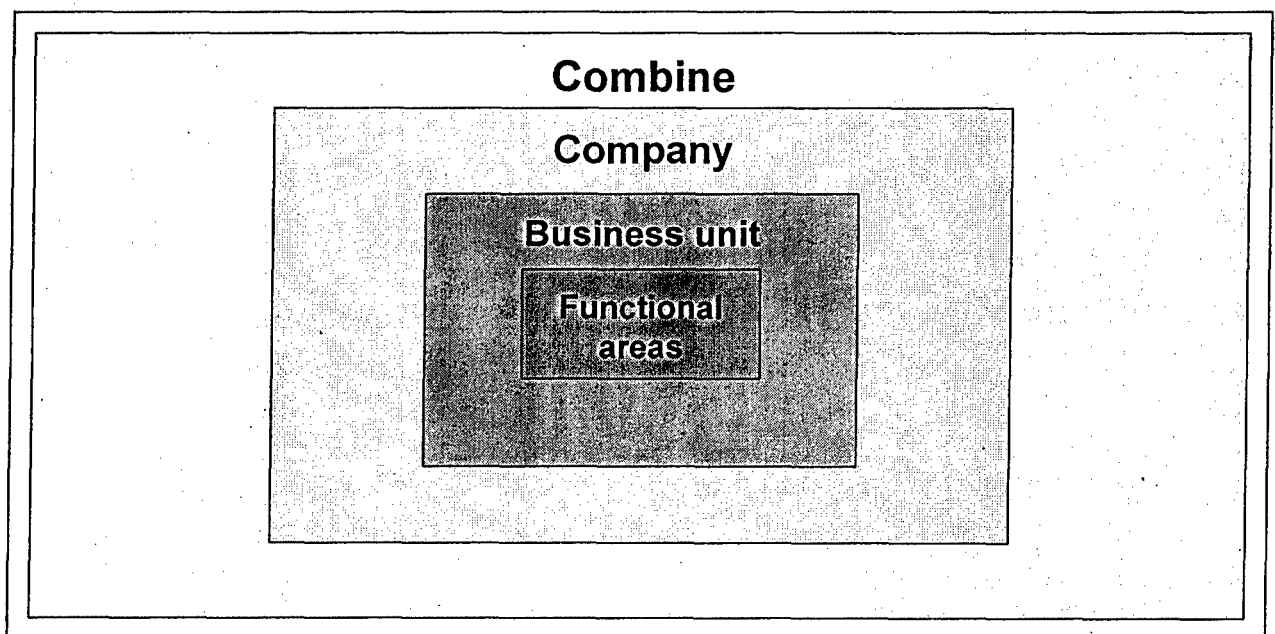 Combine
Company
Business unit
Functional
areas